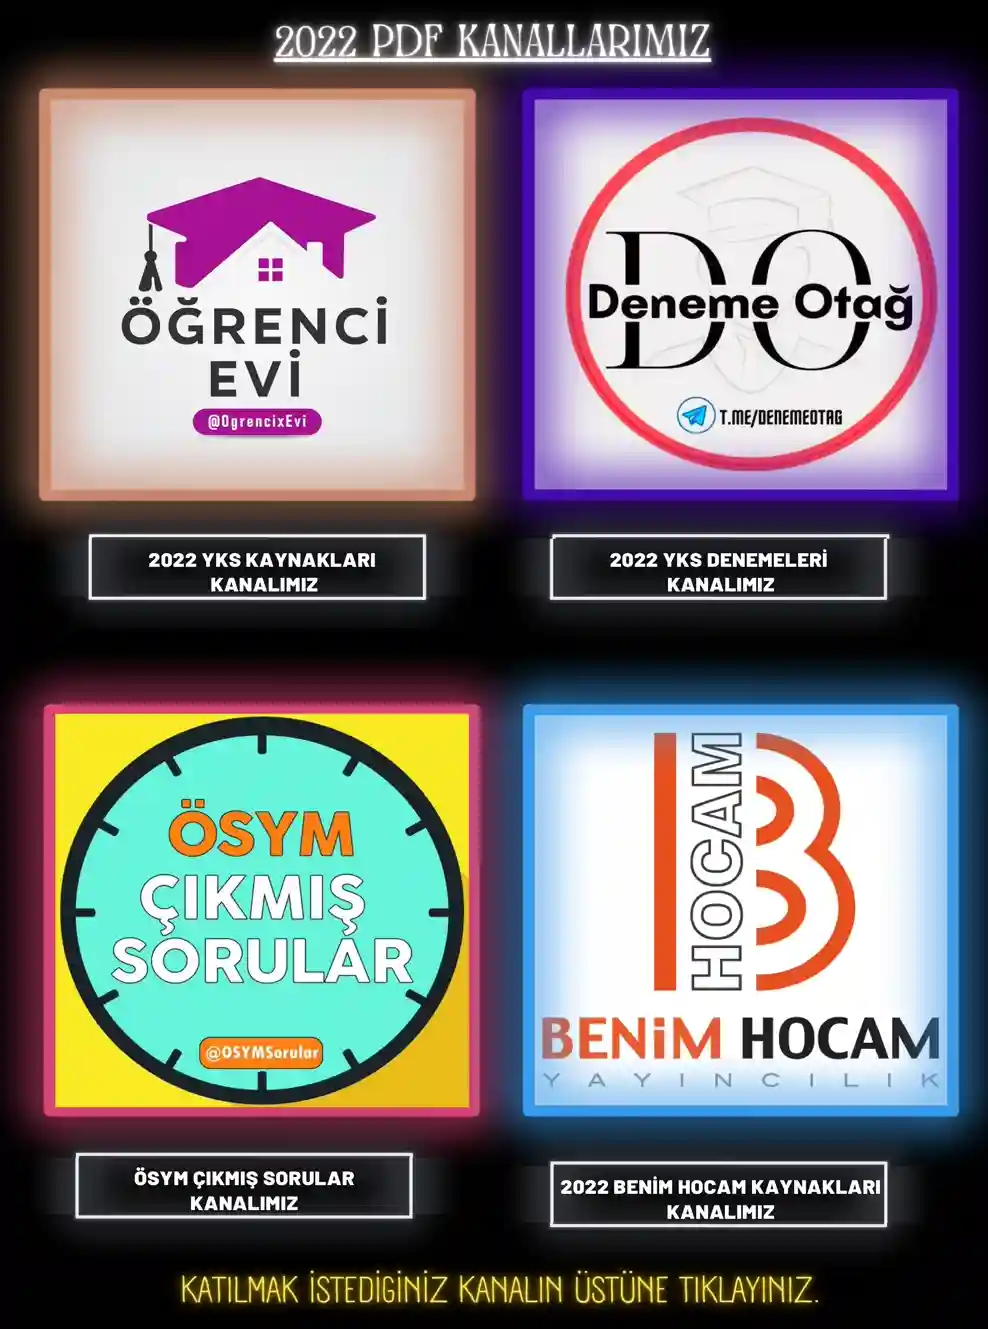 2022 PDF KANALLARIMIZ
ÖĞRENCİ
EVİ
@OgrencixEvi
DO
Deneme Otağ
T.ME/DENEMEOTAG
2022 YKS KAYNAKLARI
KANALIMIZ
2022 YKS DENEMELERİ
KANALIMIZ
ÖSYM
ÇIKMIŞ
SORULAR
@OSYMSorular
B
HOCAM
BENİM HOCAM
YAYINCILIK
ÖSYM ÇIKMIŞ SORULAR
KANALIMIZ
2022 BENİM HOCAM KAYNAKLARI
KANALIMIZ
KATILMAK İSTEDİGİNİZ KANALIN ÜSTÜNE TIKLAYINIZ.